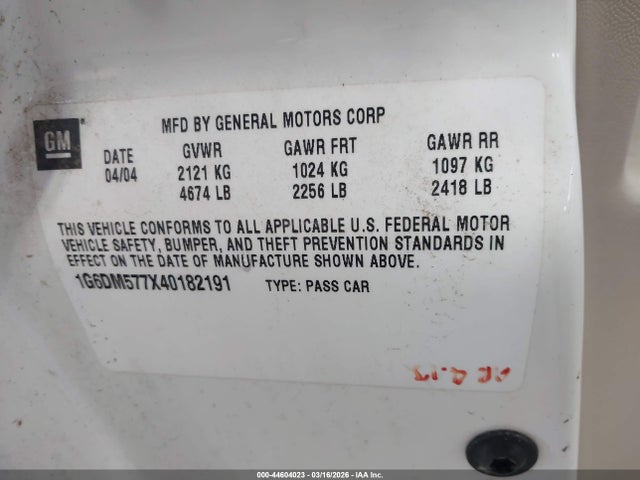 GM
MFD BY GENERAL MOTORS CORP
DATE GVWR GAWR FRT GAWR RR
04/04 2121 KG 1024 KG 1097 KG
4674 LB 2256 LB 2418 LB
THIS VEHICLE CONFORMS TO ALL APPLICABLE U.S. FEDERAL MOTOR
VEHICLE SAFETY, BUMPER, AND THEFT PREVENTION STANDARDS IN
EFFECT ON THE DATE OF MANUFACTURE SHOWN ABOVE.
1G6DM577X40182191 TYPE: PASS CAR
000-44604023 | 03/16/2026 | IAA Inc.